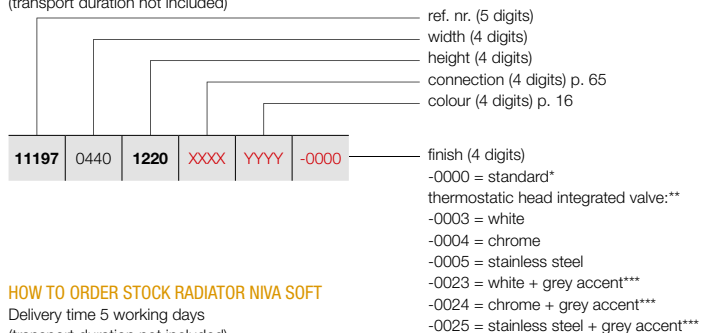 (transport duration not included)
ref. nr. (5 digits)
width (4 digits)
height (4 digits)
connection (4 digits) p. 65
colour (4 digits) p. 16
11197 0440 1220 XXXX YYYY -0000
finish (4 digits)
-0000 = standard*
thermostatic head integrated valve:**
-0003 = white
-0004 = chrome
-0005 = stainless steel
-0023 = white + grey accent***
-0024 = chrome + grey accent***
-0025 = stainless steel + grey accent***
HOW TO ORDER STOCK RADIATOR NIVA SOFT
Delivery time 5 working days
(transport duration not included)